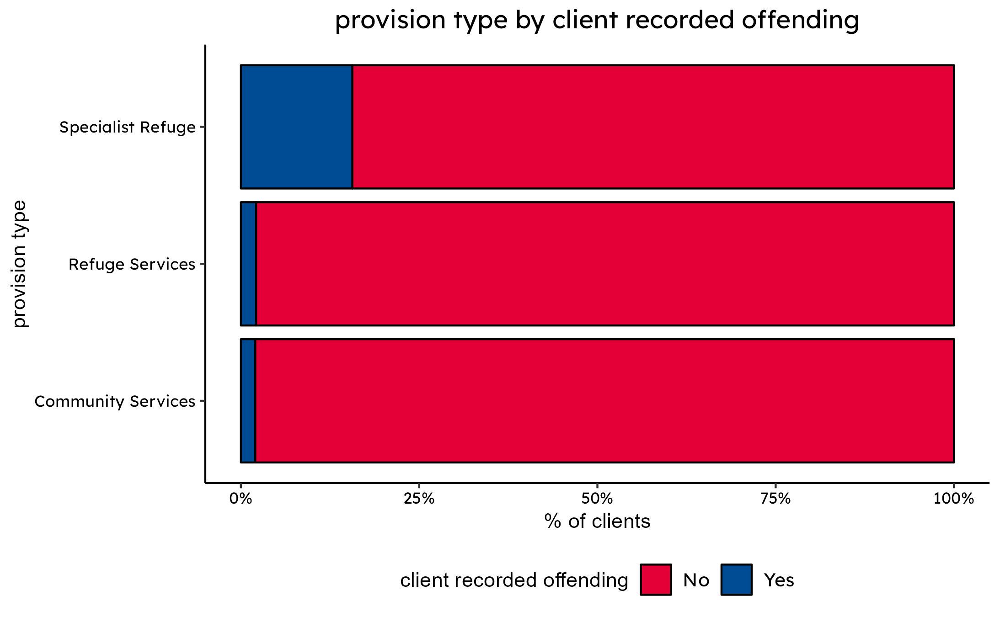 provision type by client recorded offending
provision type
Specialist Refuge
Refuge Services
Community Services
0% 25% 50% 75% 100%
% of clients
client recorded offending No Yes